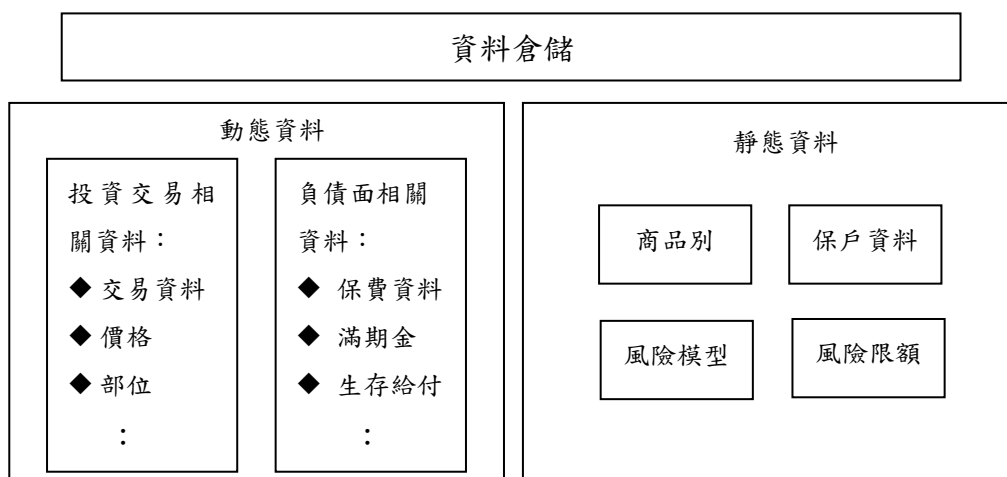 資料倉儲
動態資料
投資交易相
關資料：
◆ 交易資料
◆ 價格
◆ 部位
：
負債面相關
資料：
◆ 保費資料
◆ 滿期金
◆ 生存給付
：
靜態資料
商品別
保戶資料
風險模型
風險限額